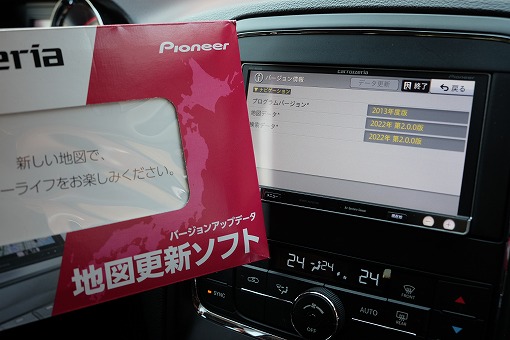 zzeria
Pioneer
新しい地図で、
ーライフをお楽しみください。
バージョンアップデータ
地図更新ソフト
carrozzeria
バージョン情報
データ更新
終了
戻る
ナビゲーション
プログラムバージョン*
2013年度版
地図データ*
2022年 第2.0.0版
検索データ*
2022年 第2.0.0版
24
24
24
SYNC
OFF
AUTO
FRONT
REAR